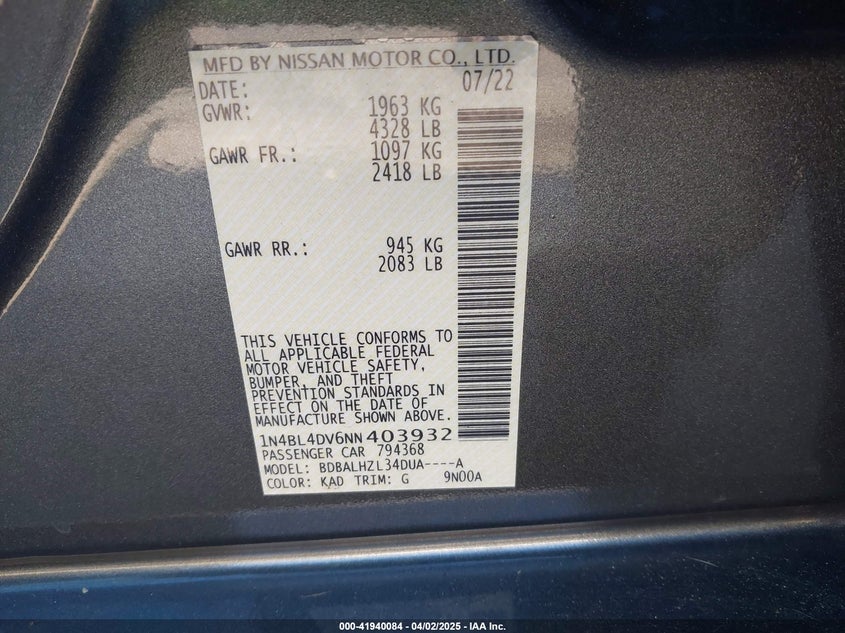 MFD BY NISSAN MOTOR CO., LTD.
DATE: 07/22
GVWR: 1963 KG
4328 LB
GAWR FR.: 1097 KG
2418 LB
GAWR RR.: 945 KG
2083 LB
THIS VEHICLE CONFORMS TO
ALL APPLICABLE FEDERAL
MOTOR VEHICLE SAFETY,
BUMPER, AND THEFT
PREVENTION STANDARDS IN
EFFECT ON THE DATE OF
MANUFACTURE SHOWN ABOVE.
1N4BL4DV6NN403932
PASSENGER CAR 794368
MODEL: BDBALHZL34DUA----A
COLOR: KAD TRIM: G 9N00A
000-41940084 - 04/02/2025 - IAA Inc.